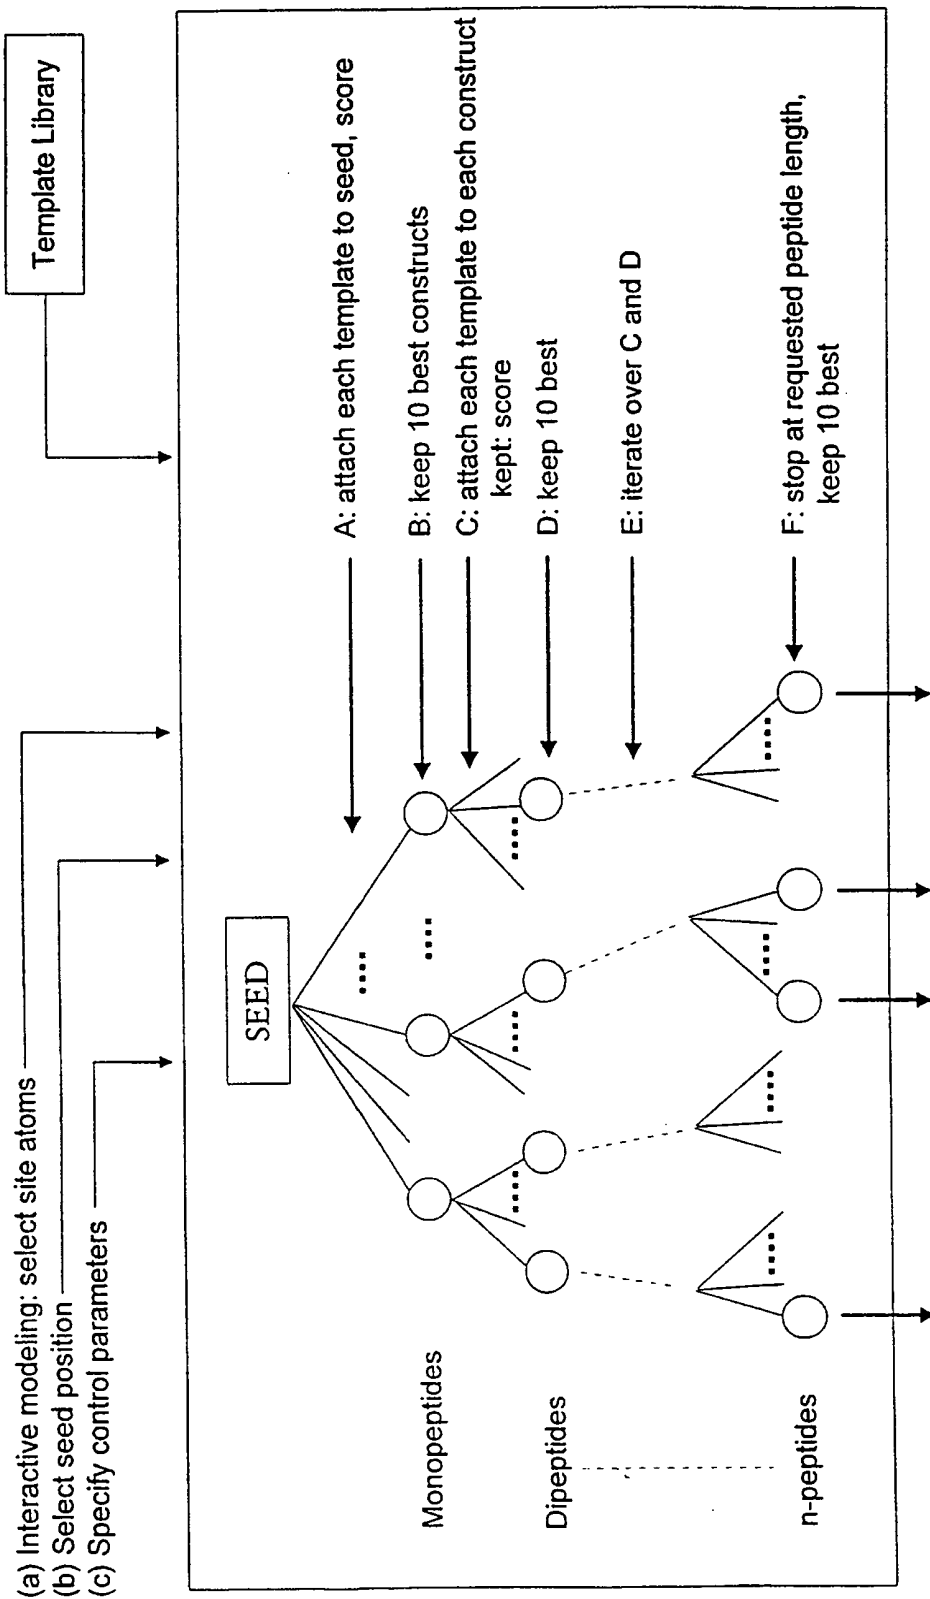 (a) Interactive modeling: select site atoms
(b) Select seed position
(c) Specify control parameters
Template Library
SEED
A: attach each template to seed, score
Monopeptides
B: keep 10 best constructs
C: attach each template to each construct
kept: score
Dipeptides
D: keep 10 best
E: iterate over C and D
n-peptides
F: stop at requested peptide length,
keep 10 best